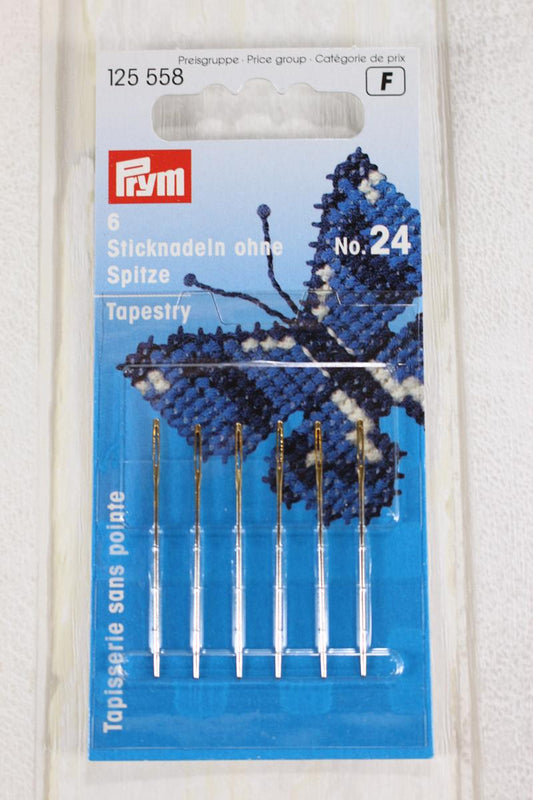 Preisgruppe · Price group · Catégorie de prix
125 558
F
Prym
6
Sticknadeln ohne
Spitze
No. 24
Tapestry
Tapisserie sans pointe